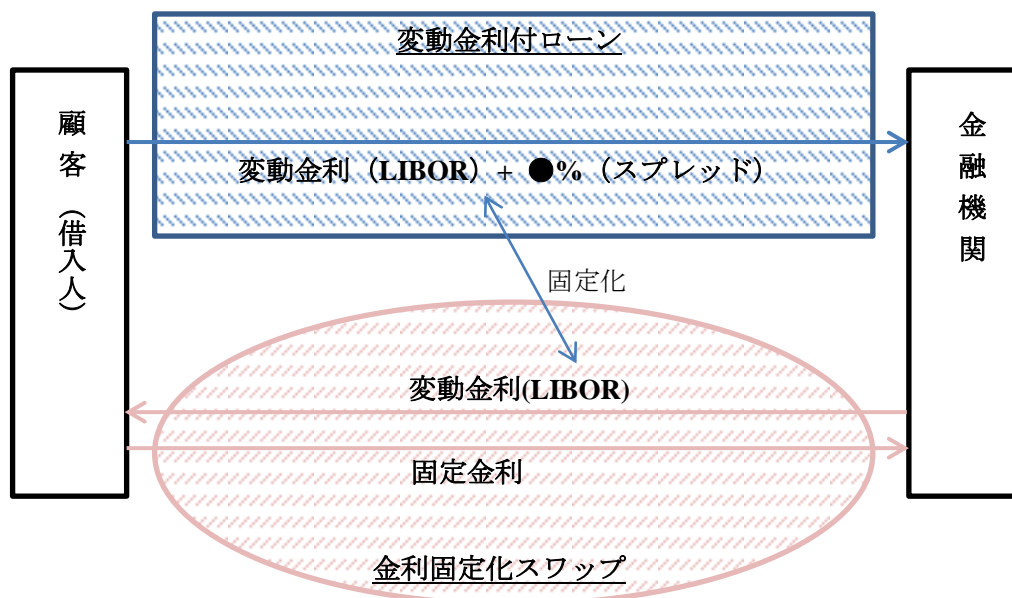 変動金利付ローン
顧客（借入人）
変動金利（LIBOR）+ ●%（スプレッド）
金融機関
固定化
変動金利(LIBOR)
固定金利
金利固定化スワップ